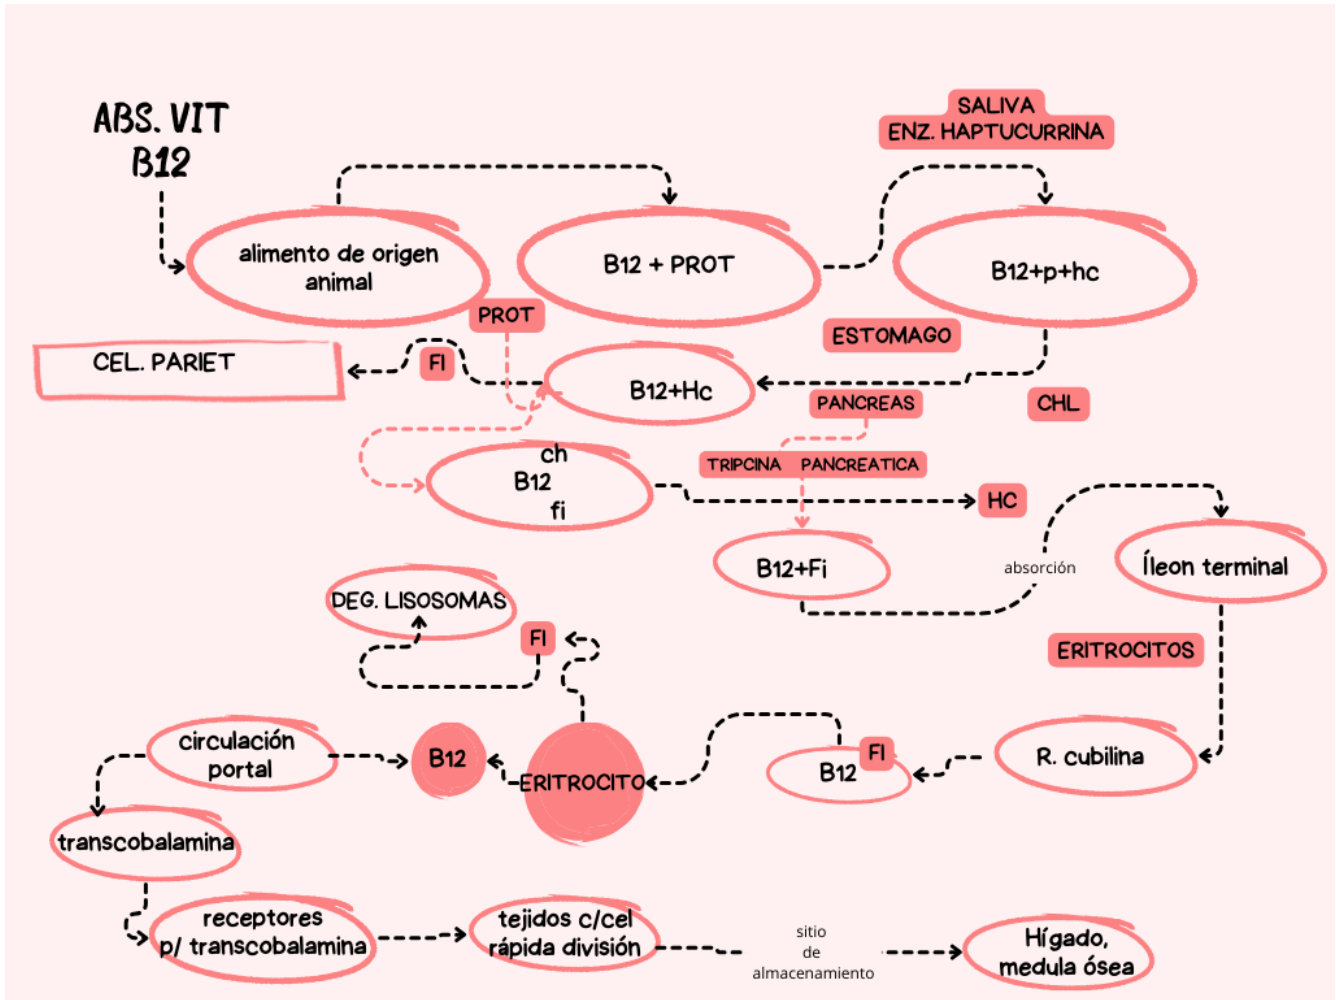 ABS. VIT
B12
SALIVA
ENZ. HAPTUCURRINA
alimento de origen
animal
B12 + PROT
B12+p+hc
PROT
ESTOMAGO
CEL. PARIET
FI
B12+Hc
PANCREAS
CHL
ch
B12
fi
TRIPCINA PANCREATICA
HC
B12+Fi
absorción
Íleon terminal
DEG. LISOSOMAS
FI
ERITROCITOS
circulación
portal
B12
ERITROCITO
FI
B12
R. cubilina
transcobalamina
receptores
p/ transcobalamina
tejidos c/cel
rápida división
sitio
de
almacenamiento
Hígado,
medula ósea